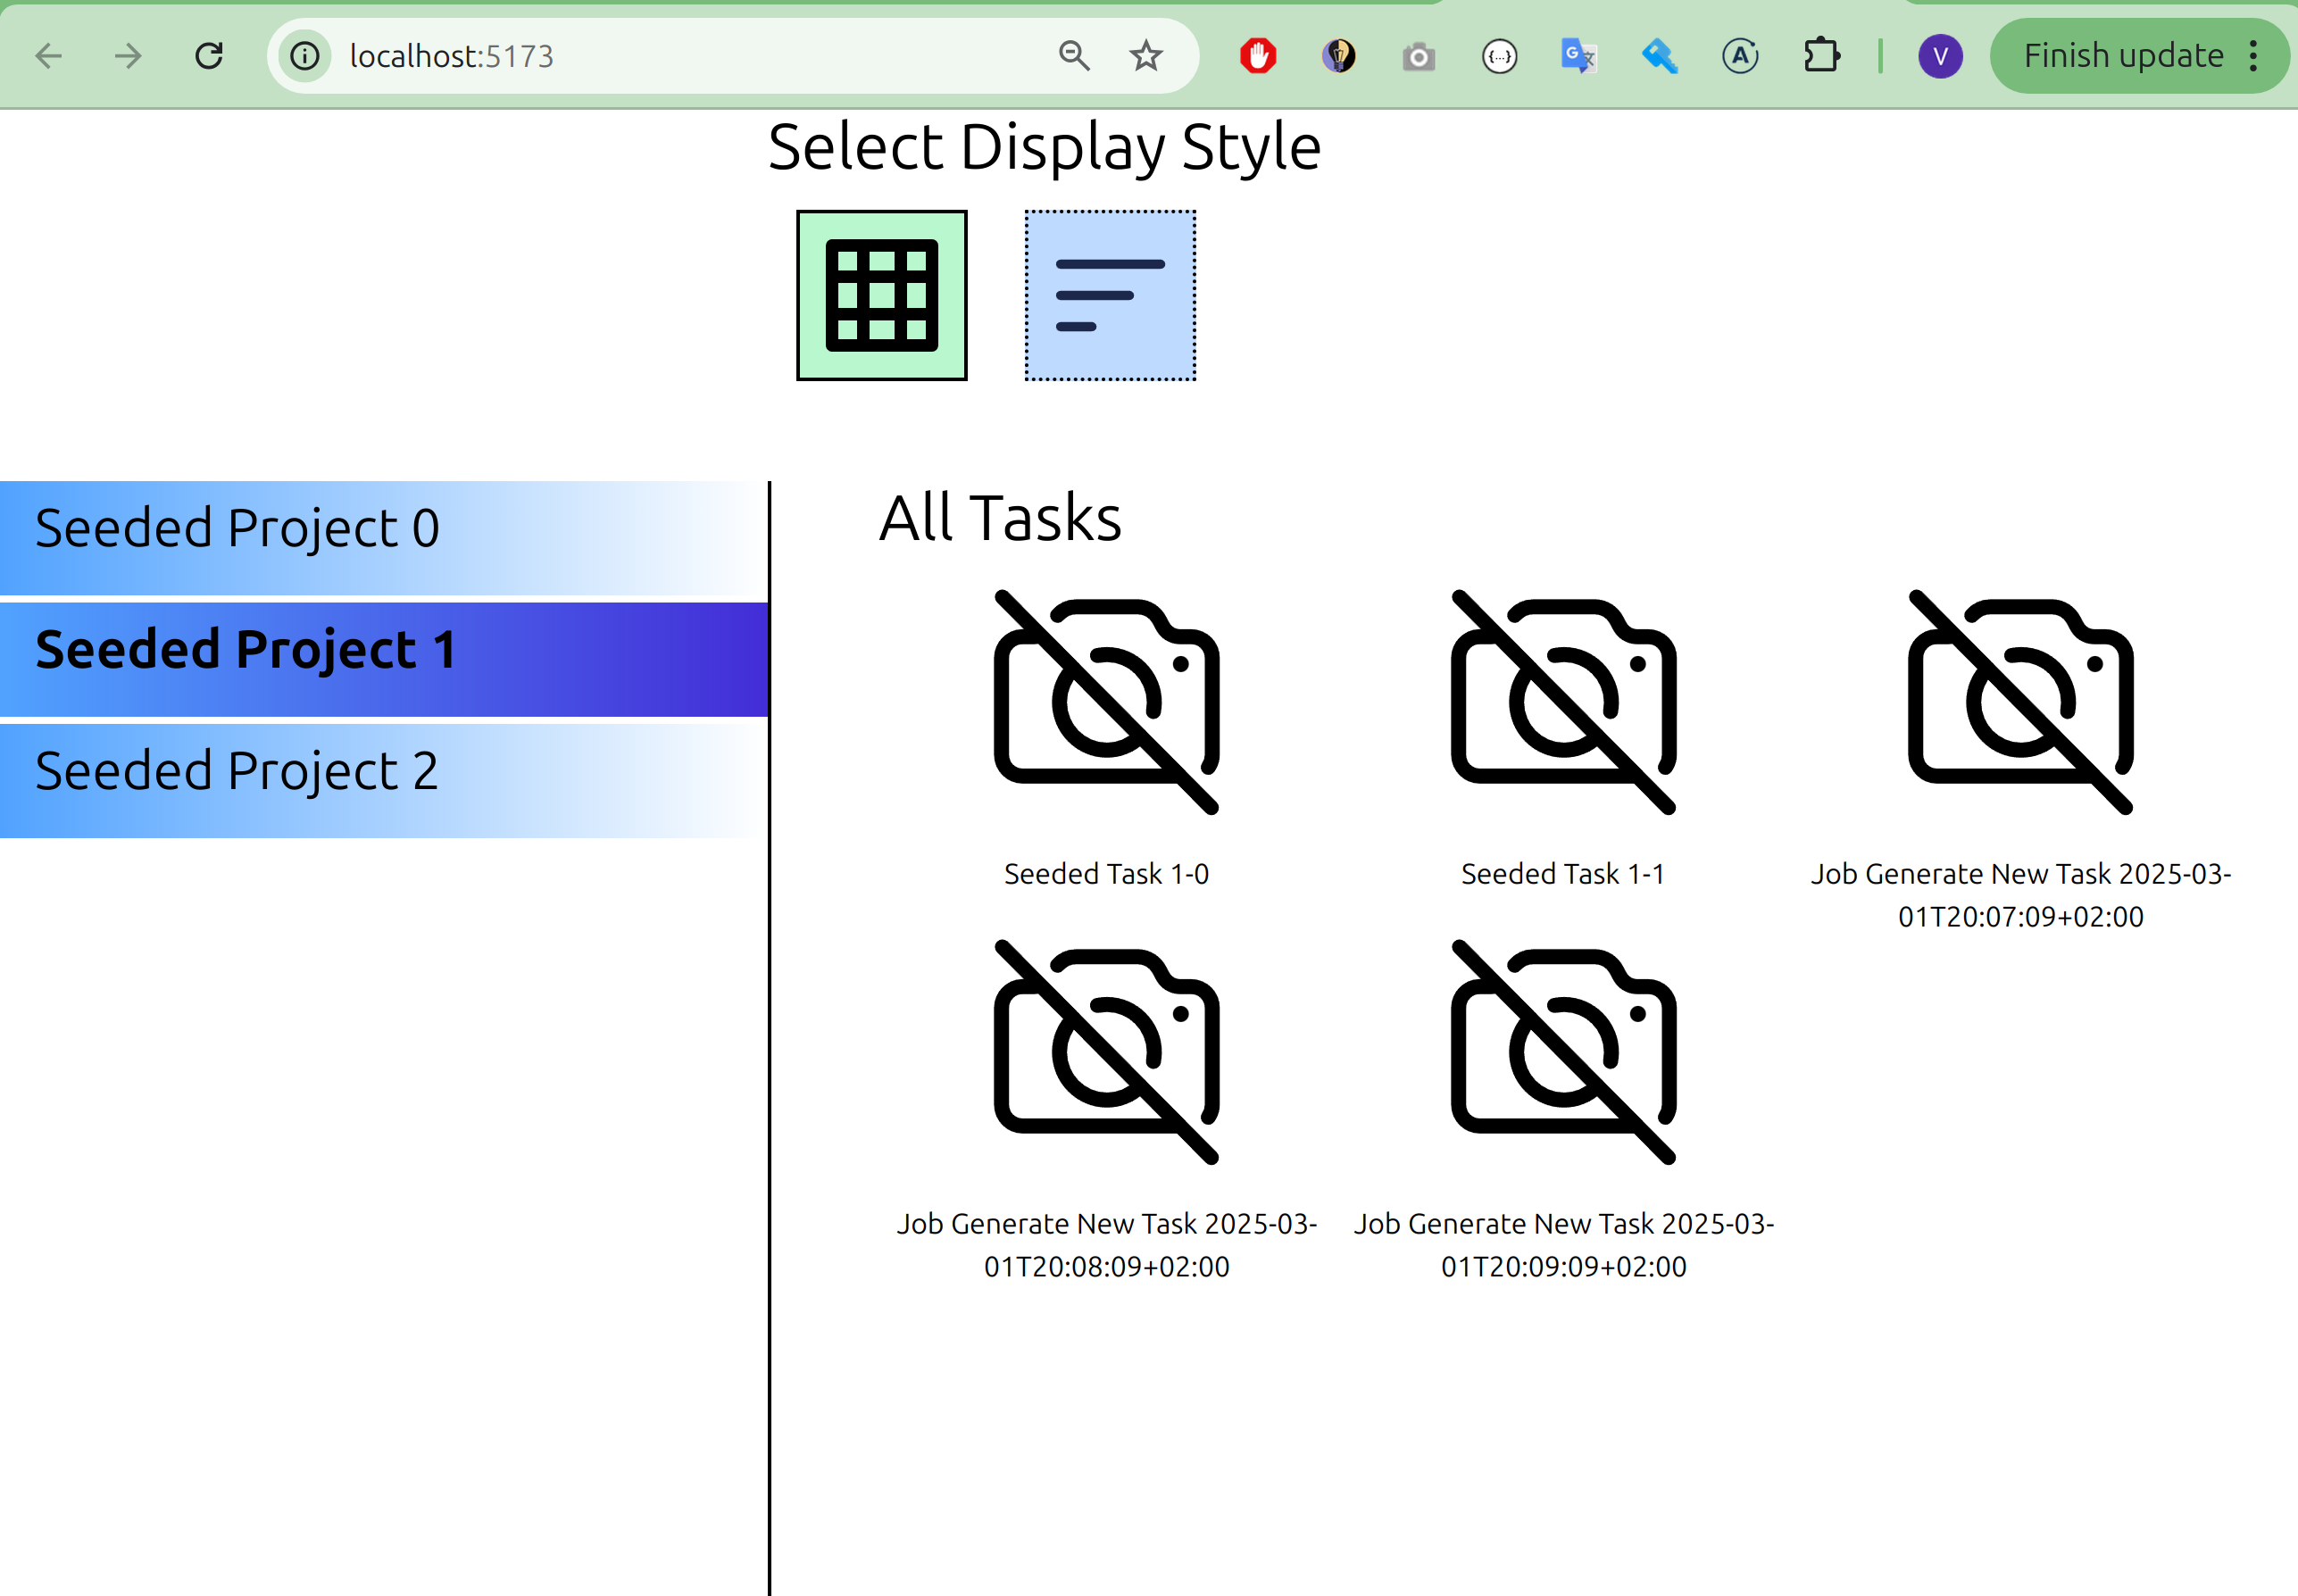 localhost:5173
V
Finish update
Select Display Style
Seeded Project 0
Seeded Project 1
Seeded Project 2
All Tasks
Seeded Task 1-0
Seeded Task 1-1
Job Generate New Task 2025-03-
01T20:07:09+02:00
Job Generate New Task 2025-03-
01T20:08:09+02:00
Job Generate New Task 2025-03-
01T20:09:09+02:00